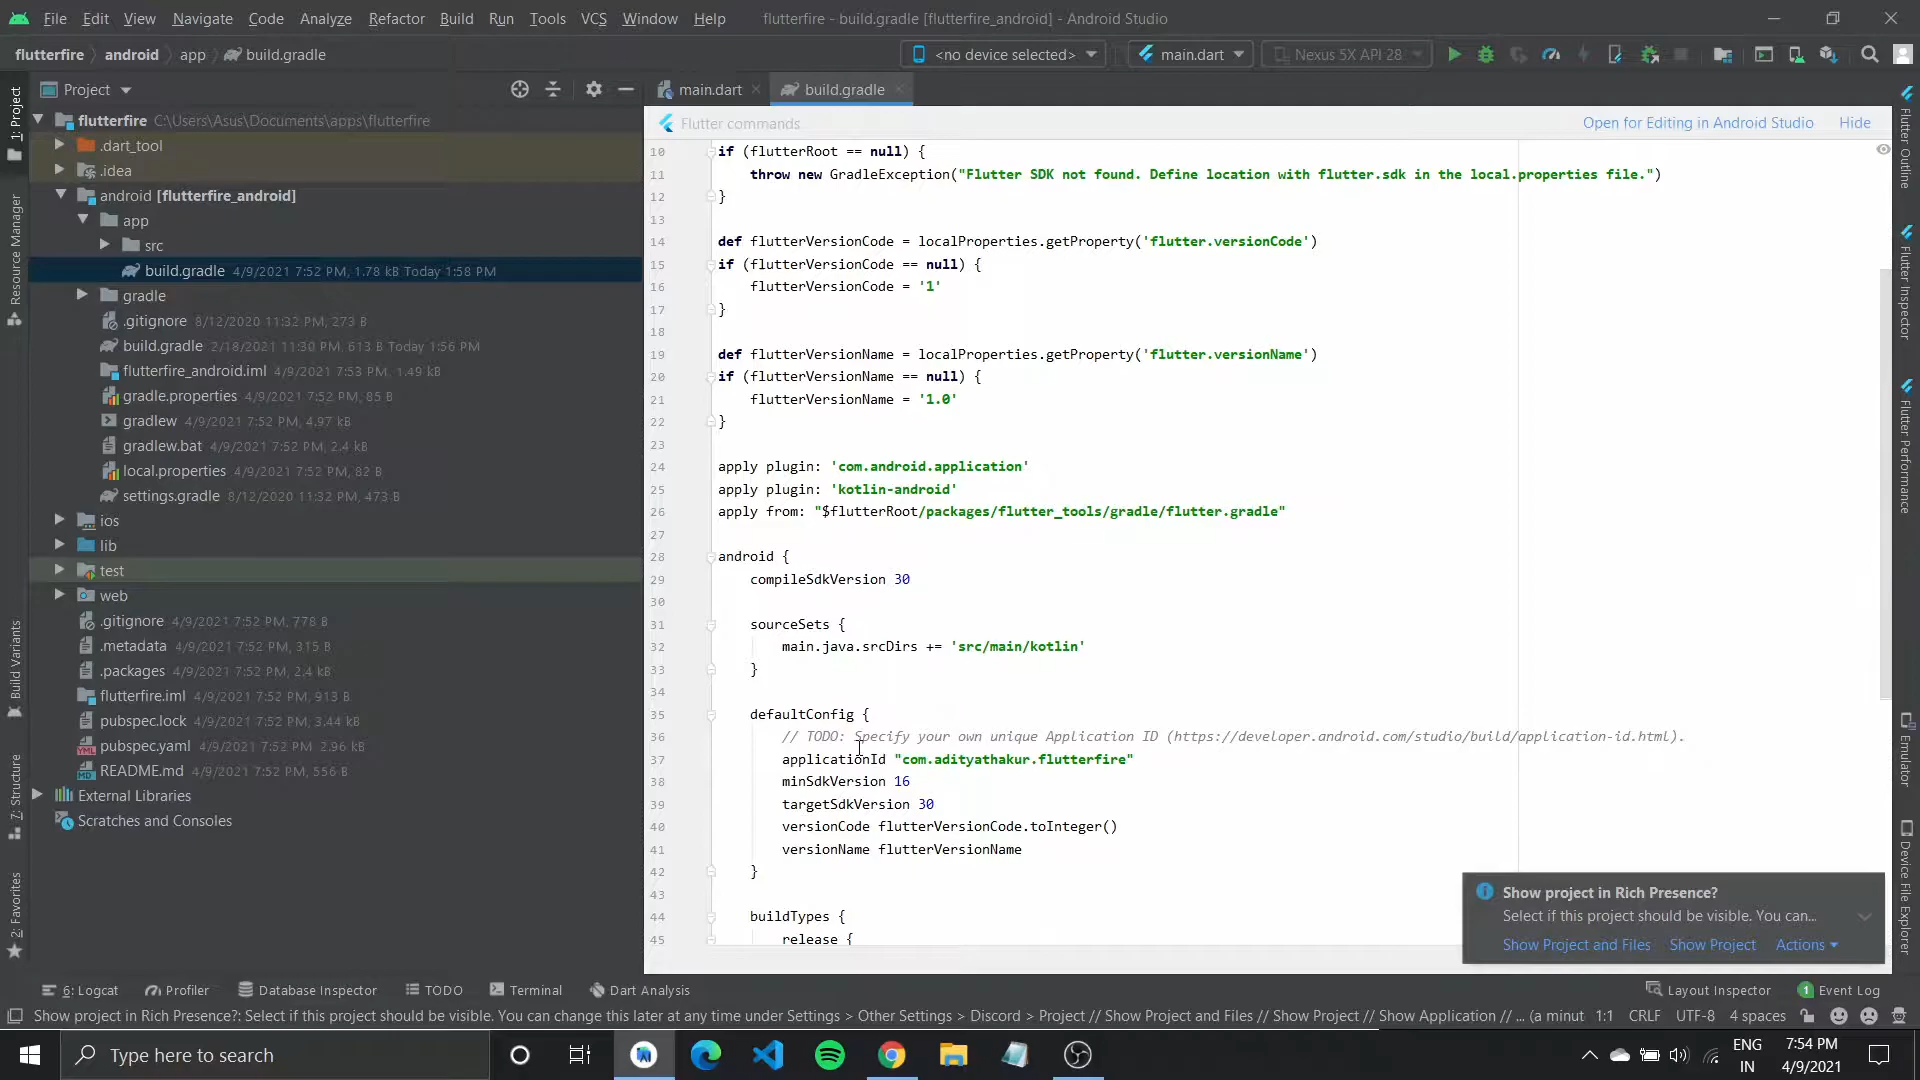 File Edit View Navigate Code Analyze Refactor Build Run Tools VCS Window Help flutterfire - build.gradle [flutterfire_android] - Android Studio
flutterfire android app build.gradle <no device selected> main.dart Nexus 5X API 28
Project
main.dart build.gradle
Flutter commands Open for Editing in Android Studio Hide
flutterfire C:\Users\Asus\Documents\apps\flutterfire
.dart_tool
.idea
android [flutterfire_android]
app
src
build.gradle 4/9/2021 7:52 PM, 1.78 kB Today 1:58 PM
gradle
.gitignore 8/12/2020 11:32 PM, 273 B
build.gradle 2/18/2021 11:30 PM, 613 B Today 1:56 PM
flutterfire_android.iml 4/9/2021 7:53 PM, 1.49 kB
gradle.properties 4/9/2021 7:52 PM, 85 B
gradlew 4/9/2021 7:52 PM, 4.97 kB
gradlew.bat 4/9/2021 7:52 PM, 2.4 kB
local.properties 4/9/2021 7:52 PM, 82 B
settings.gradle 8/12/2020 11:32 PM, 473 B
ios
lib
test
web
.gitignore 4/9/2021 7:52 PM, 778 B
.metadata 4/9/2021 7:52 PM, 315 B
.packages 4/9/2021 7:52 PM, 2.4 kB
flutterfire.iml 4/9/2021 7:52 PM, 913 B
pubspec.lock 4/9/2021 7:52 PM, 3.44 kB
pubspec.yaml 4/9/2021 7:52 PM, 2.96 kB
README.md 4/9/2021 7:52 PM, 556 B
External Libraries
Scratches and Consoles
1: Project
Resource Manager
Build Variants
7: Structure
2: Favorites
10 if (flutterRoot == null) {
11 throw new GradleException("Flutter SDK not found. Define location with flutter.sdk in the local.properties file.")
12 }
13
14 def flutterVersionCode = localProperties.getProperty('flutter.versionCode')
15 if (flutterVersionCode == null) {
16 flutterVersionCode = '1'
17 }
18
19 def flutterVersionName = localProperties.getProperty('flutter.versionName')
20 if (flutterVersionName == null) {
21 flutterVersionName = '1.0'
22 }
23
24 apply plugin: 'com.android.application'
25 apply plugin: 'kotlin-android'
26 apply from: "$flutterRoot/packages/flutter_tools/gradle/flutter.gradle"
27
28 android {
29 compileSdkVersion 30
30
31 sourceSets {
32 main.java.srcDirs += 'src/main/kotlin'
33 }
34
35 defaultConfig {
36 // TODO: Specify your own unique Application ID (https://developer.android.com/studio/build/application-id.html).
37 applicationId "com.adityathakur.flutterfire"
38 minSdkVersion 16
39 targetSdkVersion 30
40 versionCode flutterVersionCode.toInteger()
41 versionName flutterVersionName
42 }
43
44 buildTypes {
45 release {
Flutter Outline
Flutter Inspector
Flutter Performance
Emulator
Device File Explorer
Show project in Rich Presence?
Select if this project should be visible. You can...
Show Project and Files Show Project Actions
6: Logcat Profiler Database Inspector TODO Terminal Dart Analysis Layout Inspector 1 Event Log
Show project in Rich Presence?: Select if this project should be visible. You can change this later at any time under Settings > Other Settings > Discord > Project // Show Project and Files // Show Project // Show Application // ... (a minut 1:1 CRLF UTF-8 4 spaces
Type here to search
ENG
IN
7:54 PM
4/9/2021